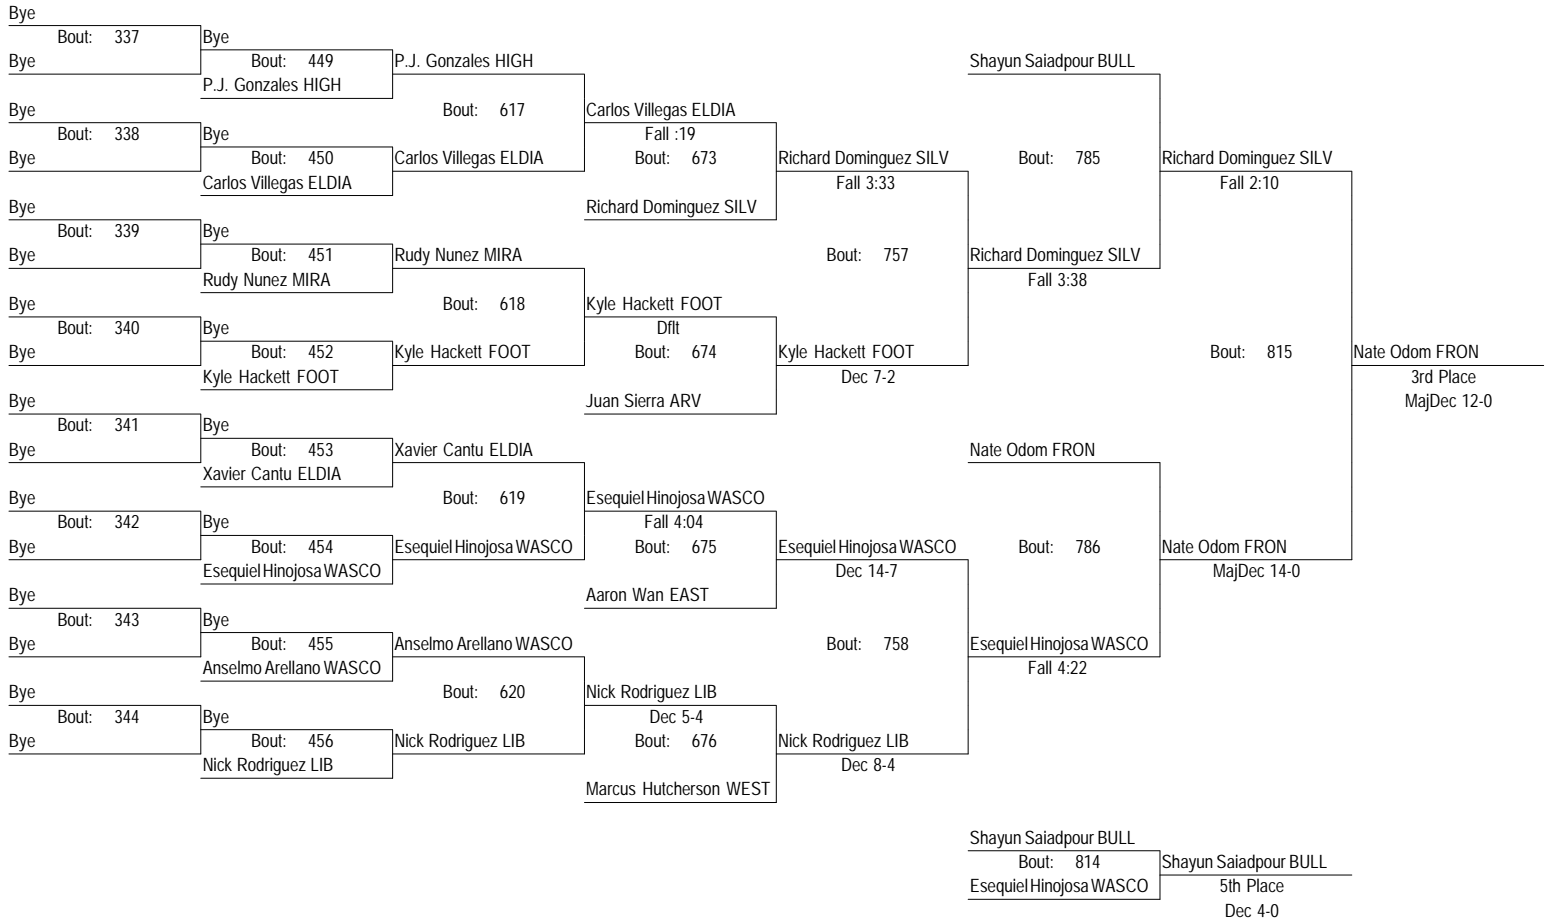 Bye
Bout: 337 Bye
Bye Bout: 449 P.J. Gonzales HIGH Shayun Saiadpour BULL
P.J. Gonzales HIGH
Bye Bout: 617 Carlos Villegas ELDIA
Bout: 338 Bye Fall :19
Bye Bout: 450 Carlos Villegas ELDIA Bout: 673 Richard Dominguez SILV Bout: 785 Richard Dominguez SILV
Carlos Villegas ELDIA Fall 3:33 Fall 2:10
Bye Richard Dominguez SILV
Bout: 339 Bye
Bye Bout: 451 Rudy Nunez MIRA Bout: 757 Richard Dominguez SILV
Rudy Nunez MIRA Fall 3:38
Bye Bout: 618 Kyle Hackett FOOT
Bout: 340 Bye Dflt
Bye Bout: 452 Kyle Hackett FOOT Bout: 674 Kyle Hackett FOOT Bout: 815 Nate Odom FRON
Kyle Hackett FOOT Dec 7-2 3rd Place
Bye Juan Sierra ARV MajDec 12-0
Bout: 341 Bye
Bye Bout: 453 Xavier Cantu ELDIA Nate Odom FRON
Xavier Cantu ELDIA
Bye Bout: 619 Esequiel Hinojosa WASCO
Bout: 342 Bye Fall 4:04
Bye Bout: 454 Esequiel Hinojosa WASCO Bout: 675 Esequiel Hinojosa WASCO Bout: 786 Nate Odom FRON
Esequiel Hinojosa WASCO Dec 14-7 MajDec 14-0
Bye Aaron Wan EAST
Bout: 343 Bye
Bye Bout: 455 Anselmo Arellano WASCO Bout: 758 Esequiel Hinojosa WASCO
Anselmo Arellano WASCO Fall 4:22
Bye Bout: 620 Nick Rodriguez LIB
Bout: 344 Bye Dec 5-4
Bye Bout: 456 Nick Rodriguez LIB Bout: 676 Nick Rodriguez LIB
Nick Rodriguez LIB Dec 8-4
Marcus Hutcherson WEST
Shayun Saiadpour BULL
Bout: 814 Shayun Saiadpour BULL
Esequiel Hinojosa WASCO 5th Place
Dec 4-0